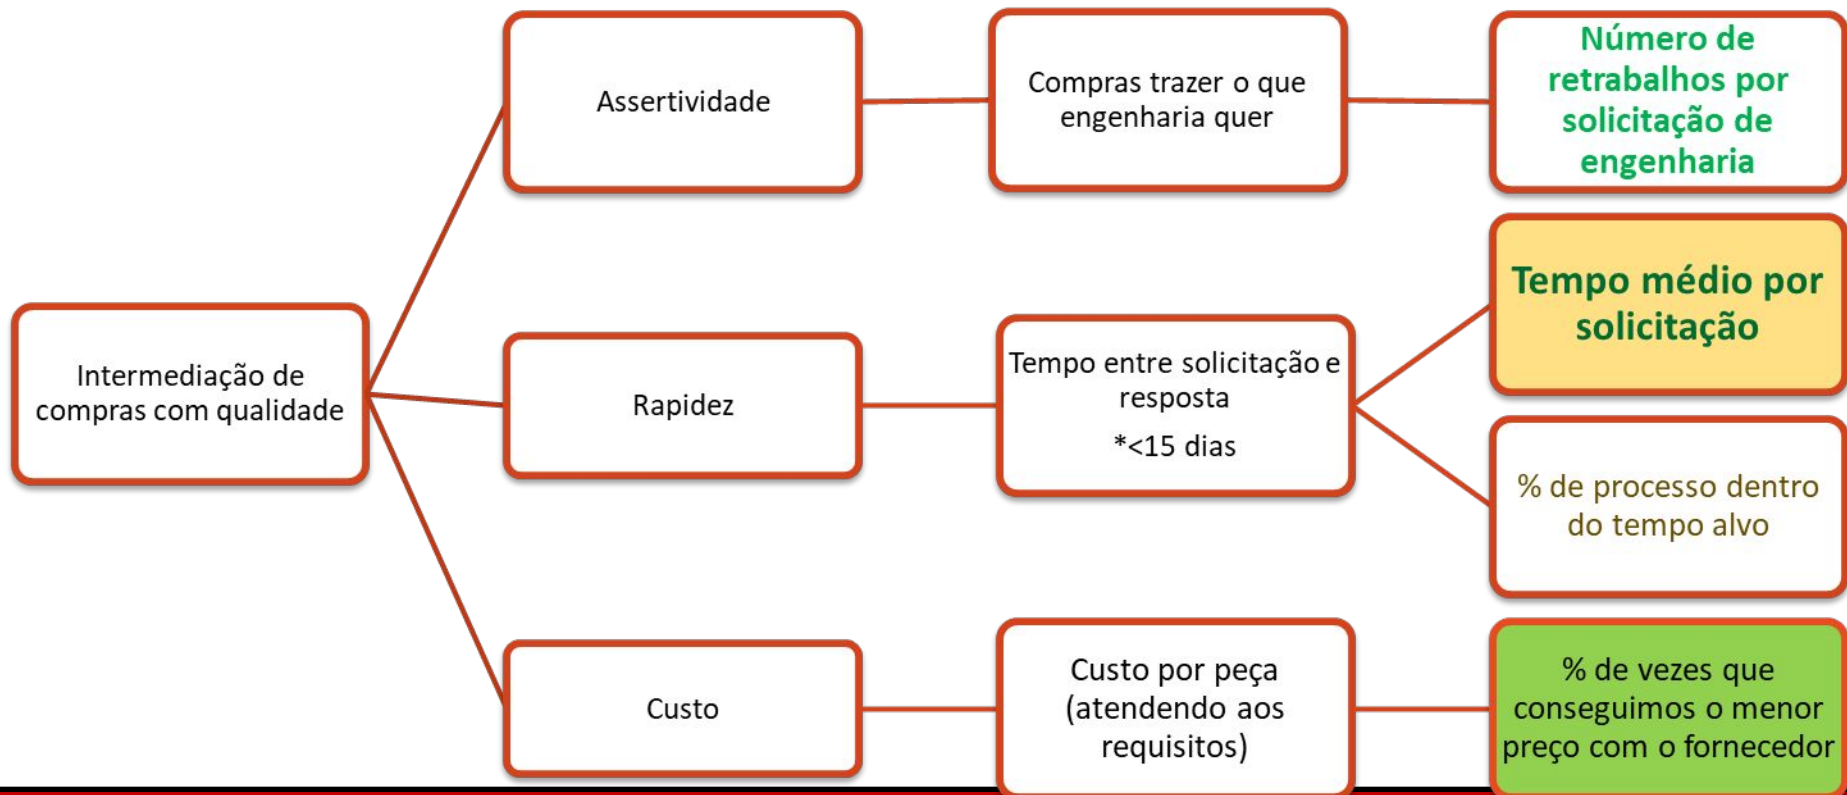 Assertividade
Compras trazer o que
engenharia quer
Número de
retrabalhos por
solicitação de
engenharia
Intermediação de
compras com qualidade
Rapidez
Tempo entre solicitação e
resposta
*<15 dias
Tempo médio por
solicitação
% de processo dentro
do tempo alvo
Custo
Custo por peça
(atendendo aos
requisitos)
% de vezes que
conseguimos o menor
preço com o fornecedor